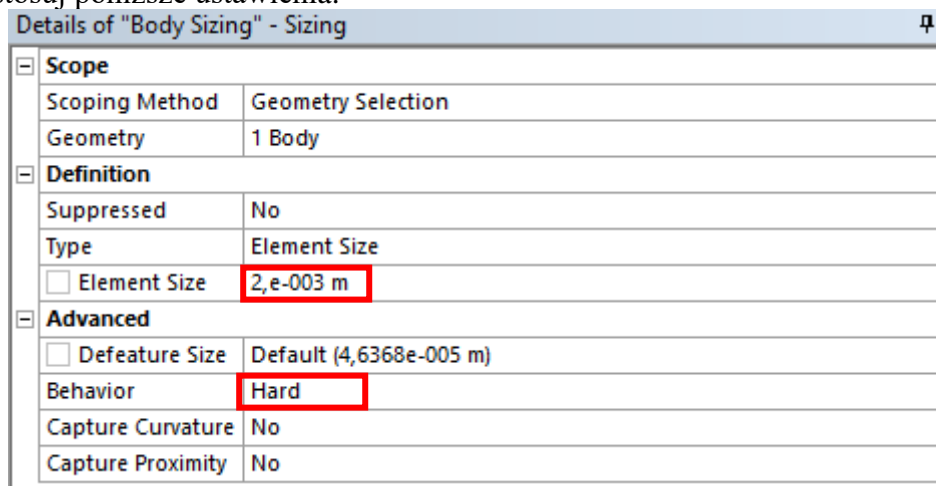 poniższe ustawienia.
Details of "Body Sizing" - Sizing
Scope
Scoping Method Geometry Selection
Geometry 1 Body
Definition
Suppressed No
Type Element Size
Element Size 2,e-003 m
Advanced
Defeature Size Default (4,6368e-005 m)
Behavior Hard
Capture Curvature No
Capture Proximity No